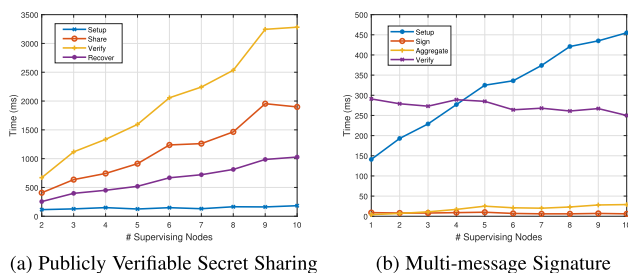 3500
3000
2500
2000
1500
1000
500
0
Time (ms)
Setup
Share
Verify
Recover
2 3 4 5 6 7 8 9 10
# Supervising Nodes
(a) Publicly Verifiable Secret Sharing
500
450
400
350
300
250
200
150
100
50
0
Time (ms)
Setup
Sign
Aggregate
Verify
1 2 3 4 5 6 7 8 9 10
# Supervising Nodes
(b) Multi-message Signature